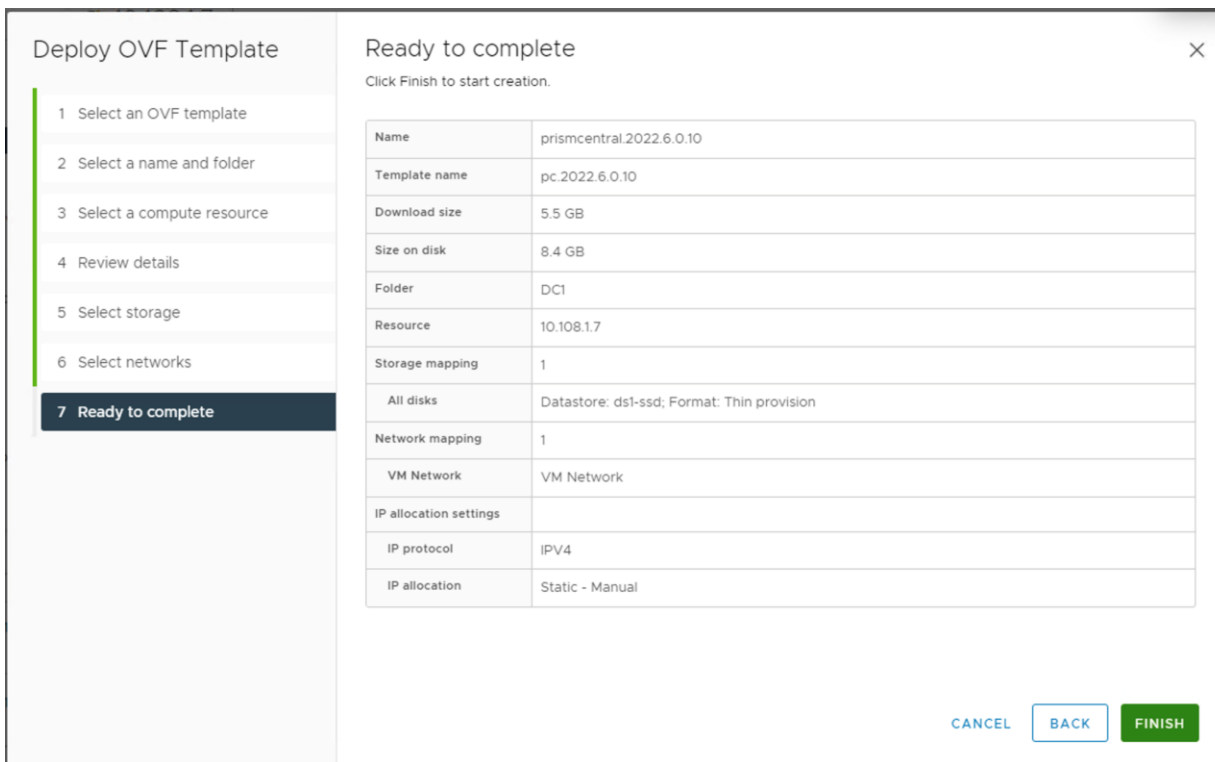 Deploy OVF Template
1 Select an OVF template
2 Select a name and folder
3 Select a compute resource
4 Review details
5 Select storage
6 Select networks
7 Ready to complete
Ready to complete
Click Finish to start creation.
Name prismcentral.2022.6.0.10
Template name pc.2022.6.0.10
Download size 5.5 GB
Size on disk 8.4 GB
Folder DC1
Resource 10.108.1.7
Storage mapping 1
All disks Datastore: ds1-ssd; Format: Thin provision
Network mapping 1
VM Network VM Network
IP allocation settings
IP protocol IPV4
IP allocation Static - Manual
CANCEL BACK FINISH